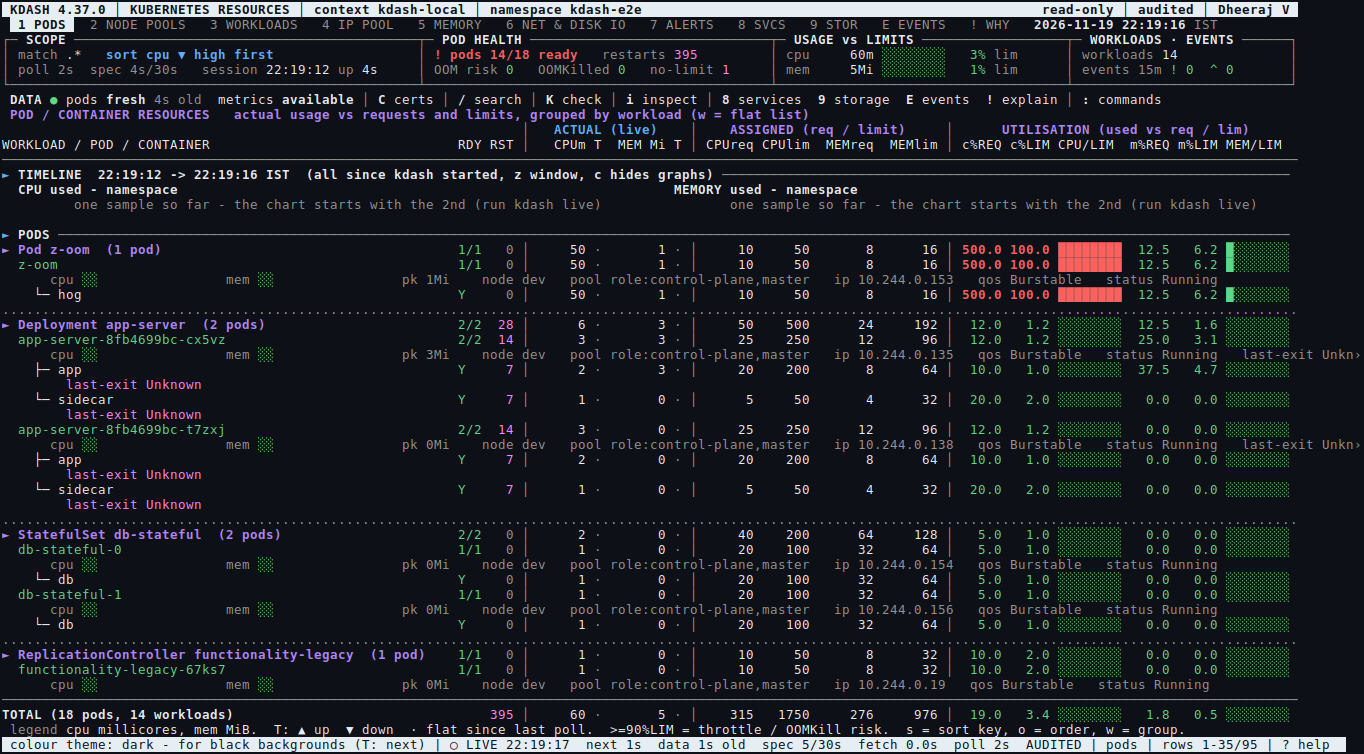 KDASH 4.37.0 │ KUBERNETES RESOURCES │ context kdash-local │ namespace kdash-e2e read-only │ audited │ Dheeraj V
1 PODS 2 NODE POOLS 3 WORKLOADS 4 IP POOL 5 MEMORY 6 NET & DISK IO 7 ALERTS 8 SVCS 9 STOR E EVENTS ! WHY 2026-11-19 22:19:16 IST
SCOPE POD HEALTH USAGE vs LIMITS WORKLOADS · EVENTS
match .* sort cpu ▼ high first ! pods 14/18 ready restarts 395 cpu 60m 3% lim workloads 14
poll 2s spec 4s/30s session 22:19:12 up 4s OOM risk 0 OOMKilled 0 no-limit 1 mem 5Mi 1% lim events 15m ! 0 ^ 0
DATA ● pods fresh 4s old metrics available │ C certs │ / search │ K check │ i inspect │ 8 services 9 storage E events ! explain │ : commands
POD / CONTAINER RESOURCES actual usage vs requests and limits, grouped by workload (w = flat list)
│ ACTUAL (live) │ ASSIGNED (req / limit) │ UTILISATION (used vs req / lim)
WORKLOAD / POD / CONTAINER RDY RST │ CPUm T MEM Mi T │ CPUreq CPUlim MEMreq MEMlim │ c%REQ c%LIM CPU/LIM m%REQ m%LIM MEM/LIM
► TIMELINE 22:19:12 -> 22:19:16 IST (all since kdash started, z window, c hides graphs)
CPU used - namespace MEMORY used - namespace
one sample so far - the chart starts with the 2nd (run kdash live) one sample so far - the chart starts with the 2nd (run kdash live)
► PODS
► Pod z-oom (1 pod) 1/1 0 │ 50 · 1 · │ 10 50 8 16 │ 500.0 100.0 12.5 6.2
z-oom 1/1 0 │ 50 · 1 · │ 10 50 8 16 │ 500.0 100.0 12.5 6.2
cpu mem pk 1Mi node dev pool role:control-plane,master ip 10.244.0.153 qos Burstable status Running
└─ hog Y 0 │ 50 · 1 · │ 10 50 8 16 │ 500.0 100.0 12.5 6.2
► Deployment app-server (2 pods) 2/2 28 │ 6 · 3 · │ 50 500 24 192 │ 12.0 1.2 12.5 1.6
app-server-8fb4699bc-cx5vz 2/2 14 │ 3 · 3 · │ 25 250 12 96 │ 12.0 1.2 25.0 3.1
cpu mem pk 3Mi node dev pool role:control-plane,master ip 10.244.0.135 qos Burstable status Running last-exit Unkn›
├─ app Y 7 │ 2 · 3 · │ 20 200 8 64 │ 10.0 1.0 37.5 4.7
last-exit Unknown
└─ sidecar Y 7 │ 1 · 0 · │ 5 50 4 32 │ 20.0 2.0 0.0 0.0
last-exit Unknown
app-server-8fb4699bc-t7zxj 2/2 14 │ 3 · 0 · │ 25 250 12 96 │ 12.0 1.2 0.0 0.0
cpu mem pk 0Mi node dev pool role:control-plane,master ip 10.244.0.138 qos Burstable status Running last-exit Unkn›
├─ app Y 7 │ 2 · 0 · │ 20 200 8 64 │ 10.0 1.0 0.0 0.0
last-exit Unknown
└─ sidecar Y 7 │ 1 · 0 · │ 5 50 4 32 │ 20.0 2.0 0.0 0.0
last-exit Unknown
► StatefulSet db-stateful (2 pods) 2/2 0 │ 2 · 0 · │ 40 200 64 128 │ 5.0 1.0 0.0 0.0
db-stateful-0 1/1 0 │ 1 · 0 · │ 20 100 32 64 │ 5.0 1.0 0.0 0.0
cpu mem pk 0Mi node dev pool role:control-plane,master ip 10.244.0.154 qos Burstable status Running
└─ db Y 0 │ 1 · 0 · │ 20 100 32 64 │ 5.0 1.0 0.0 0.0
db-stateful-1 1/1 0 │ 1 · 0 · │ 20 100 32 64 │ 5.0 1.0 0.0 0.0
cpu mem pk 0Mi node dev pool role:control-plane,master ip 10.244.0.156 qos Burstable status Running
└─ db Y 0 │ 1 · 0 · │ 20 100 32 64 │ 5.0 1.0 0.0 0.0
► ReplicationController functionality-legacy (1 pod) 1/1 0 │ 1 · 0 · │ 10 50 8 32 │ 10.0 2.0 0.0 0.0
functionality-legacy-67ks7 1/1 0 │ 1 · 0 · │ 10 50 8 32 │ 10.0 2.0 0.0 0.0
cpu mem pk 0Mi node dev pool role:control-plane,master ip 10.244.0.19 qos Burstable status Running
TOTAL (18 pods, 14 workloads) 395 │ 60 · 5 · │ 315 1750 276 976 │ 19.0 3.4 1.8 0.5
legend cpu millicores, mem MiB. T: ▲ up ▼ down · flat since last poll. >=90%LIM = throttle / OOMKill risk. s = sort key, o = order, w = group.
colour theme: dark - for black backgrounds (T: next) │ ○ LIVE 22:19:17 next 1s data 1s old spec 5/30s fetch 0.0s poll 2s AUDITED │ pods │ rows 1-35/95 │ ? help